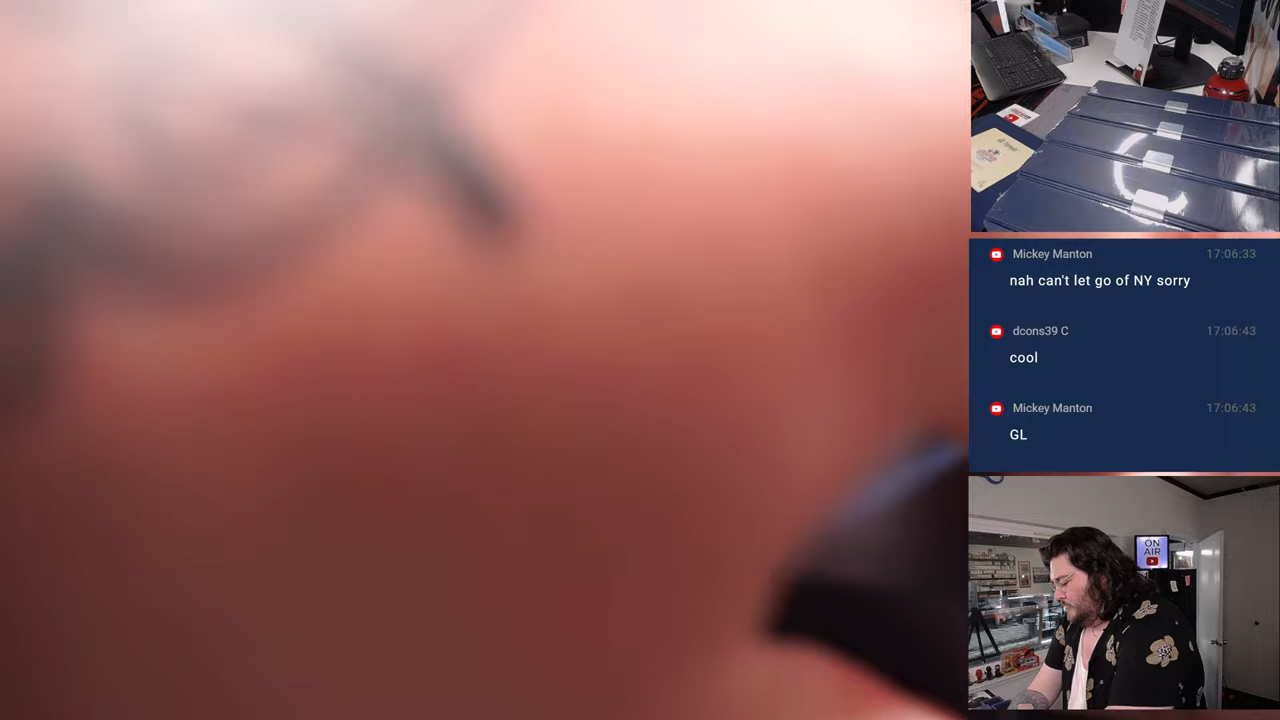 Mickey Manton 17:06:33
nah can't let go of NY sorry
dcons39 C 17:06:43
cool
Mickey Manton 17:06:43
GL
ON
AIR